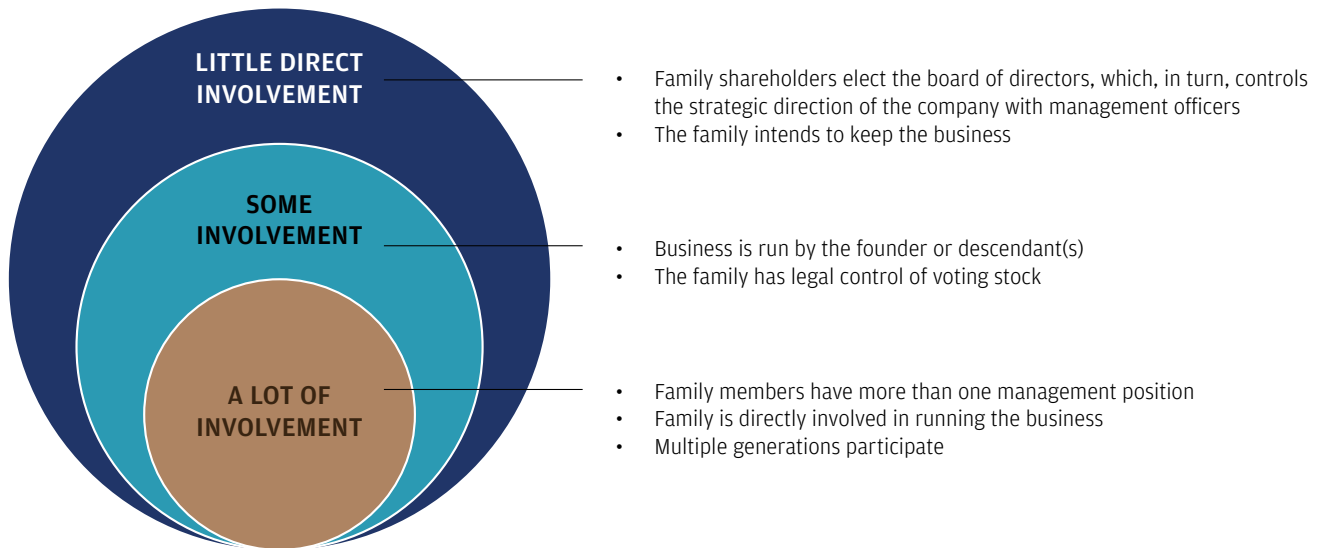 LITTLE DIRECT
INVOLVEMENT
• Family shareholders elect the board of directors, which, in turn, controls
the strategic direction of the company with management officers
• The family intends to keep the business
SOME
INVOLVEMENT
• Business is run by the founder or descendant(s)
• The family has legal control of voting stock
A LOT OF
INVOLVEMENT
• Family members have more than one management position
• Family is directly involved in running the business
• Multiple generations participate